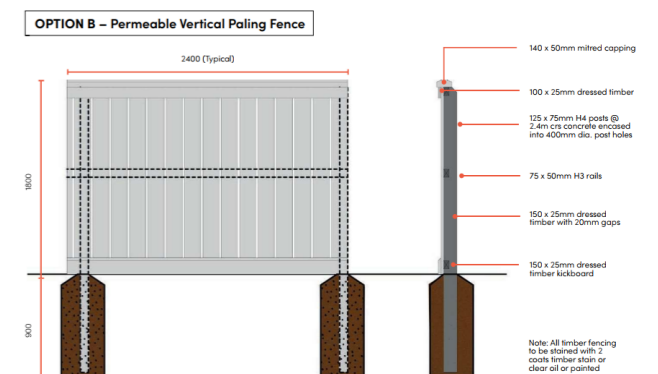 OPTION B – Permeable Vertical Paling Fence
2400 (Typical)
1800
900
140 x 50mm mitred capping
100 x 25mm dressed timber
125 x 75mm H4 posts @
2.4m crs concrete encased
into 400mm dia. post holes
75 x 50mm H3 rails
150 x 25mm dressed
timber with 20mm gaps
150 x 25mm dressed
timber kickboard
Note: All timber fencing
to be stained with 2
coats timber stain or
clear oil or painted